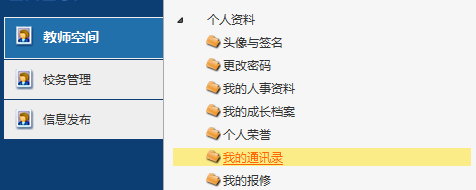 教师空间
校务管理
信息发布
个人资料
头像与签名
更改密码
我的人事资料
我的成长档案
个人荣誉
我的通讯录
我的报修